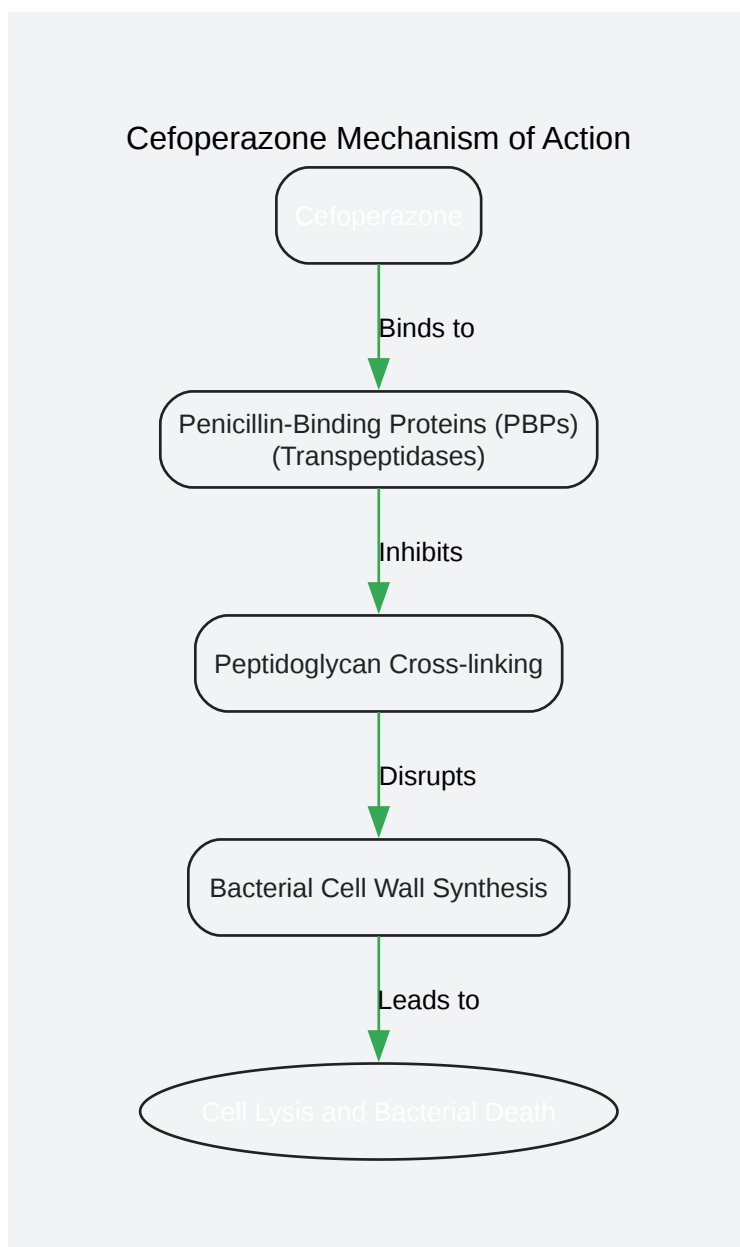 Cefoperazone Mechanism of Action
Cefoperazone
Binds to
Penicillin-Binding Proteins (PBPs)
(Transpeptidases)
Inhibits
Peptidoglycan Cross-linking
Disrupts
Bacterial Cell Wall Synthesis
Leads to
Cell Lysis and Bacterial Death